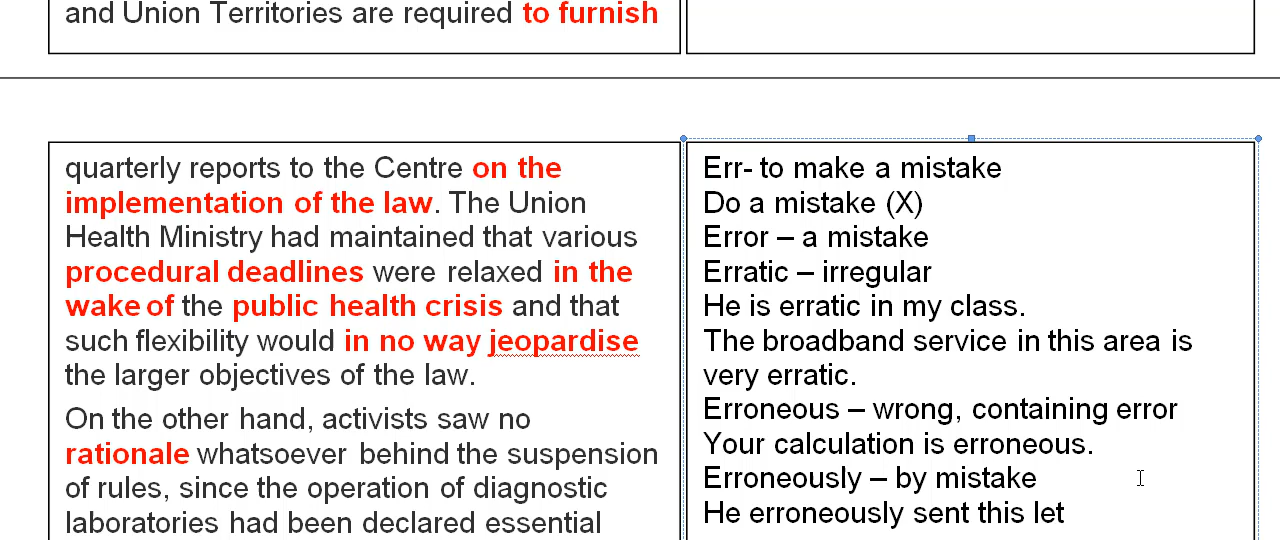 and Union Territories are required to furnish
quarterly reports to the Centre on the
implementation of the law. The Union
Health Ministry had maintained that various
procedural deadlines were relaxed in the
wake of the public health crisis and that
such flexibility would in no way jeopardise
the larger objectives of the law.
On the other hand, activists saw no
rationale whatsoever behind the suspension
of rules, since the operation of diagnostic
laboratories had been declared essential
Err- to make a mistake
Do a mistake (X)
Error – a mistake
Erratic – irregular
He is erratic in my class.
The broadband service in this area is
very erratic.
Erroneous – wrong, containing error
Your calculation is erroneous.
Erroneously – by mistake
He erroneously sent this let